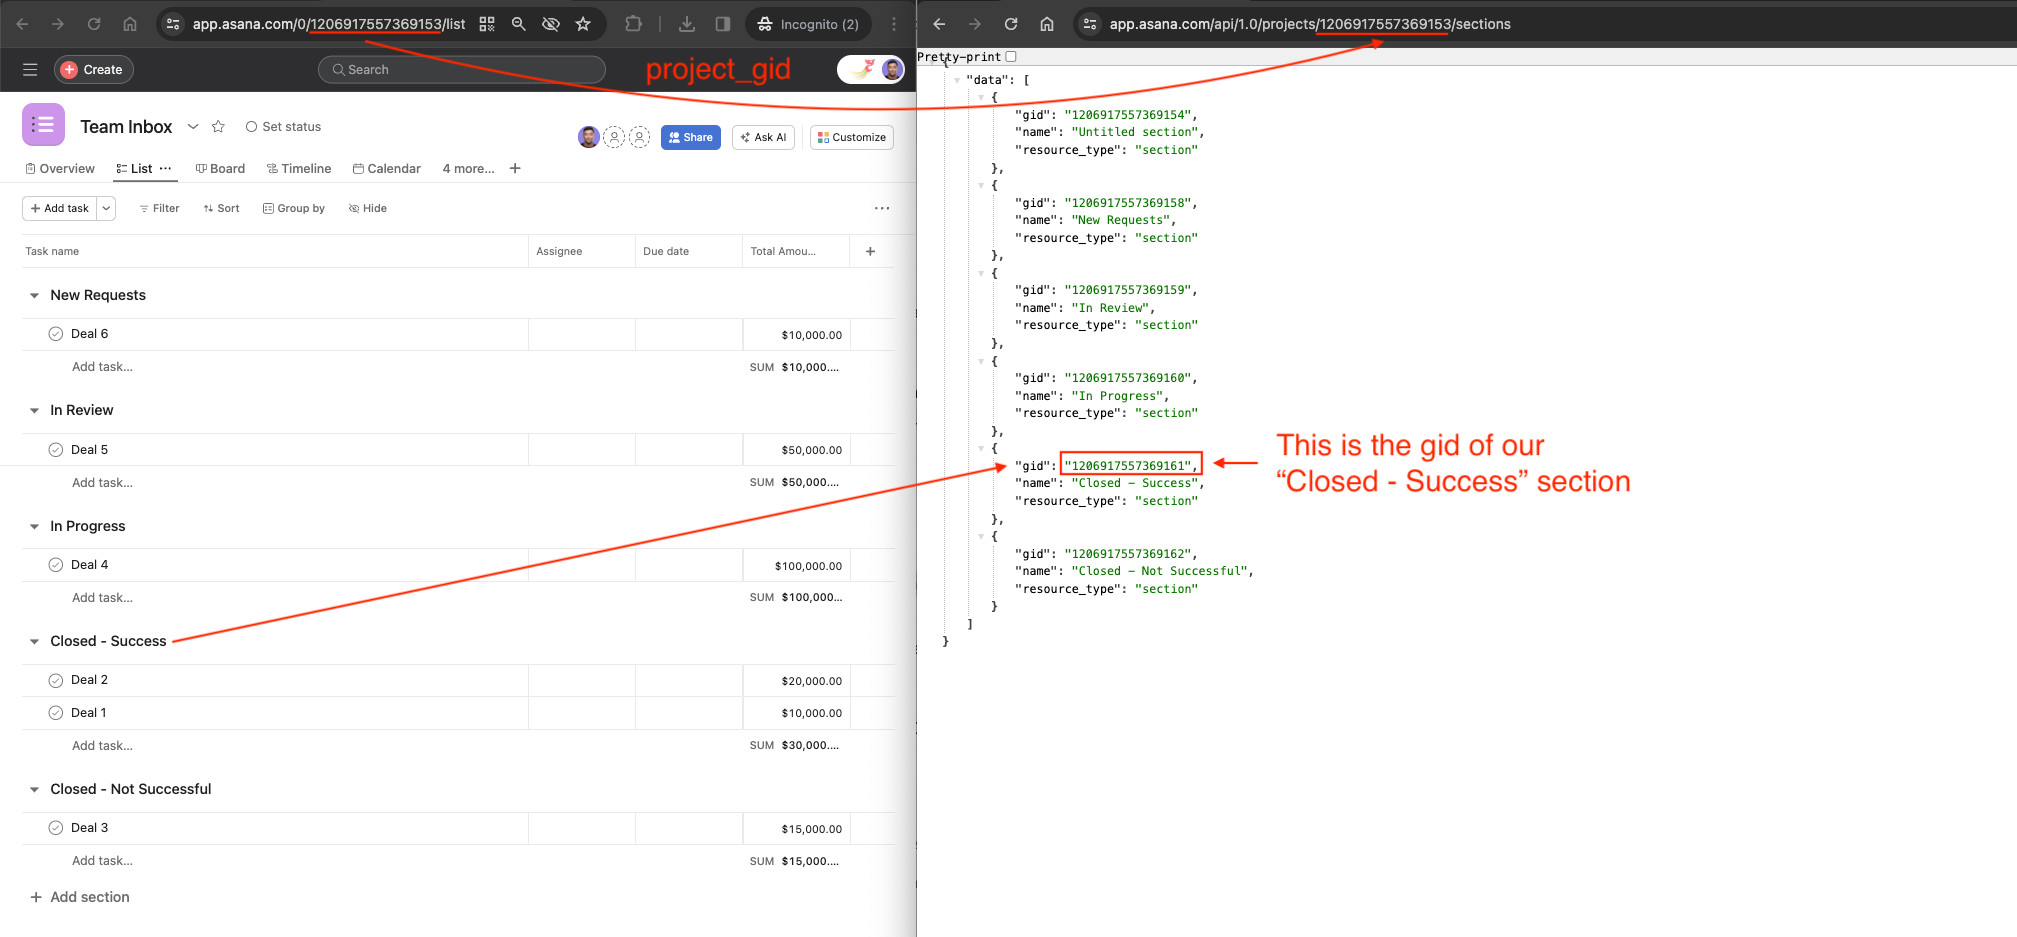 app.asana.com/0/1206917557369153/list
Incognito (2)
Create
Search
project_gid
Team Inbox
Set status
Share
Ask AI
Customize
Overview
List
Board
Timeline
Calendar
4 more...
Add task
Filter
Sort
Group by
Hide
Task name
Assignee
Due date
Total Amou...
New Requests
Deal 6
$10,000.00
Add task...
SUM $10,000....
In Review
Deal 5
$50,000.00
Add task...
SUM $50,000....
In Progress
Deal 4
$100,000.00
Add task...
SUM $100,000...
Closed - Success
Deal 2
$20,000.00
Deal 1
$10,000.00
Add task...
SUM $30,000....
Closed - Not Successful
Deal 3
$15,000.00
Add task...
SUM $15,000....
Add section
app.asana.com/api/1.0/projects/1206917557369153/sections
Pretty-print
{
"data": [
{
"gid": "1206917557369154",
"name": "Untitled section",
"resource_type": "section"
},
{
"gid": "1206917557369158",
"name": "New Requests",
"resource_type": "section"
},
{
"gid": "1206917557369159",
"name": "In Review",
"resource_type": "section"
},
{
"gid": "1206917557369160",
"name": "In Progress",
"resource_type": "section"
},
{
"gid": "1206917557369161",
"name": "Closed – Success",
"resource_type": "section"
},
{
"gid": "1206917557369162",
"name": "Closed – Not Successful",
"resource_type": "section"
}
]
}
This is the gid of our
“Closed - Success” section